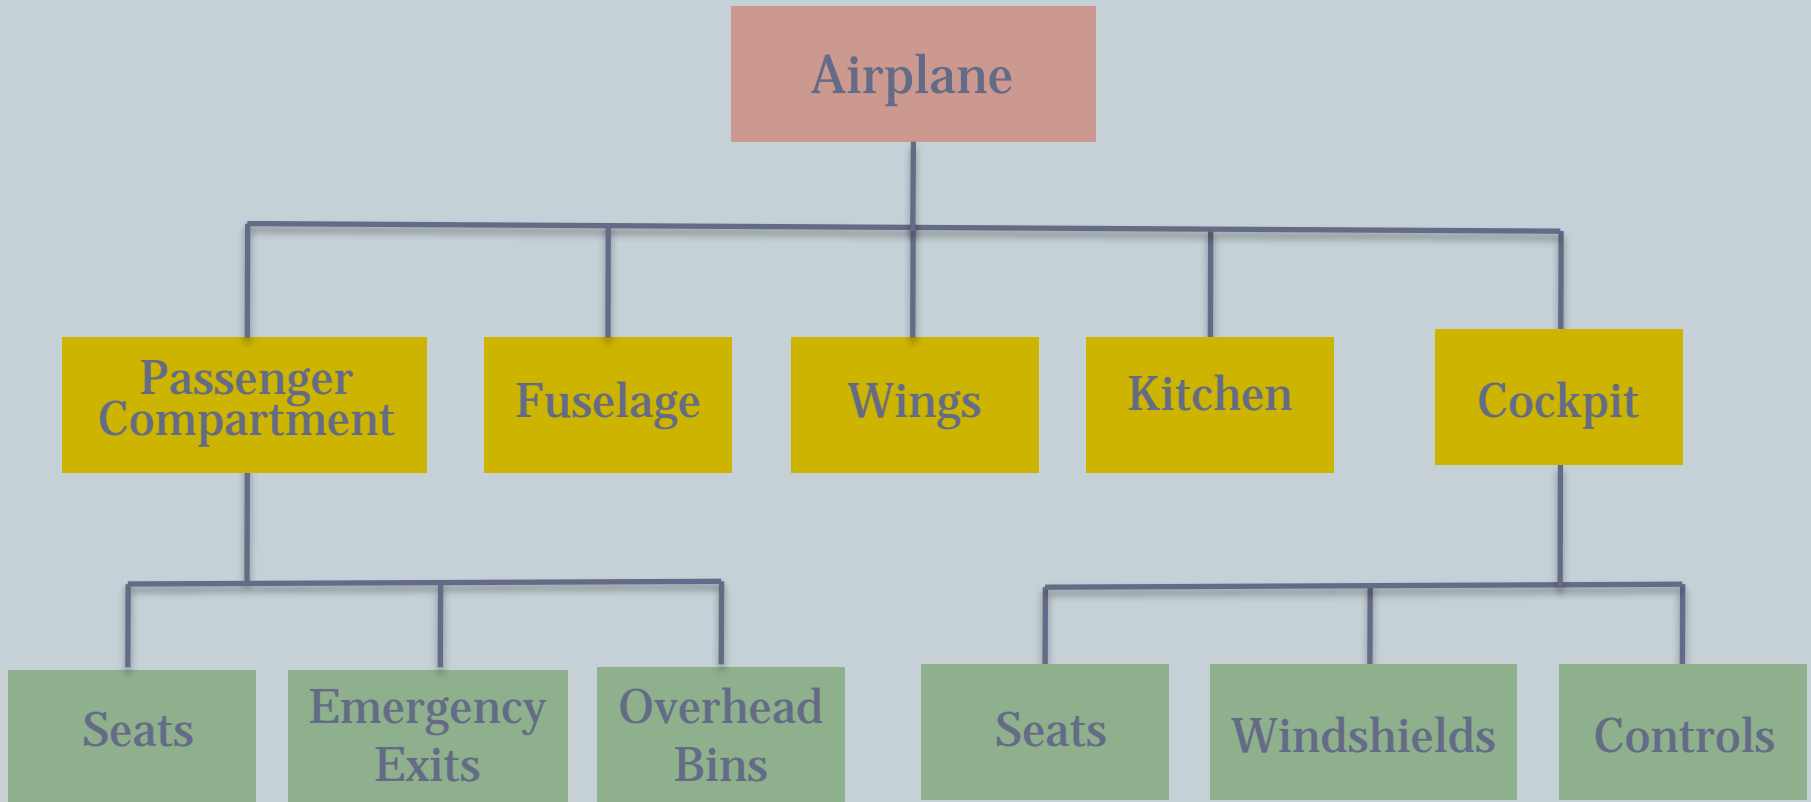 Airplane
Passenger
Compartment
Fuselage
Wings
Kitchen
Cockpit
Seats
Emergency
Exits
Overhead
Bins
Seats
Windshields
Controls